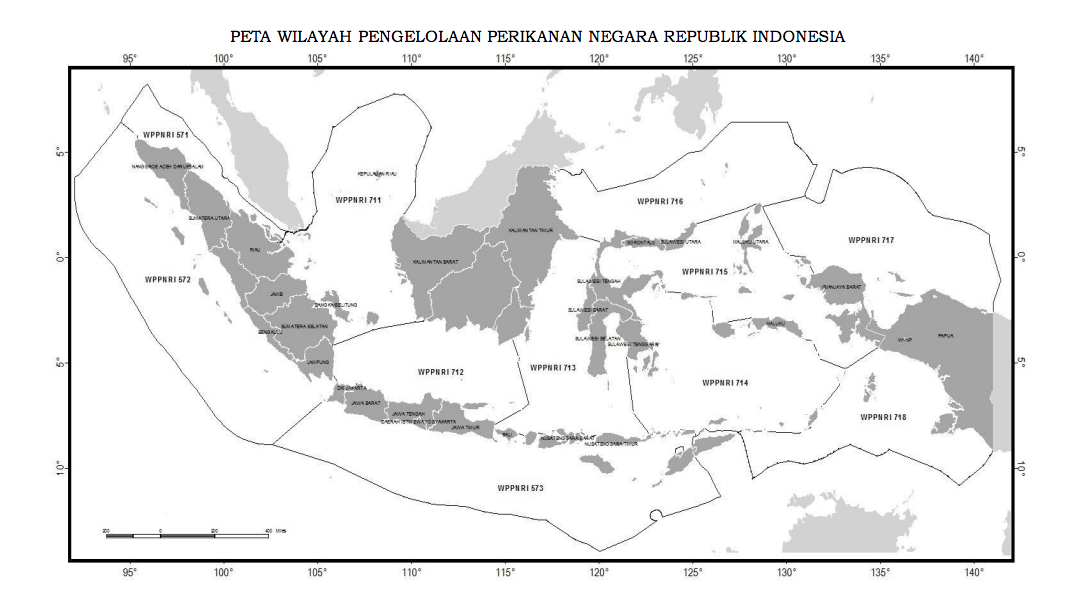 PETA WILAYAH PENGELOLAAN PERIKANAN NEGARA REPUBLIK INDONESIA
95° 100° 105° 110° 115° 120° 125° 130° 135° 140°
WPPNRI 571
5°
NANGGROE ACEH DARUSSALAM
KEPULAUAN RIAU
WPPNRI 711
WPPNRI 716
SUMATERA UTARA
KALIMANTAN TIMUR
GORONTALO
SULAWESI UTARA
MALUKU UTARA
WPPNRI 717
RIAU
0°
0°
KALIMANTAN BARAT
WPPNRI 715
WPPNRI 572
SULAWESI TENGAH
IRIAN JAYA BARAT
JAMBI
BANGKA BELITUNG
SULAWESI BARAT
SUMATERA SELATAN
BENGKULU
MALUKU
SULAWESI SELATAN
SULAWESI TENGGARA
PAPUA
LAMPUNG
5°
WPPNRI 712
WPPNRI 713
WPPNRI 714
DKI JAKARTA
JAWA BARAT
JAWA TENGAH
DAERAH ISTIMEWA YOGYAKARTA
JAWA TIMUR
WPPNRI 718
BALI
NUSATENGGARA BARAT
NUSATENGGARA TIMUR
10°
WPPNRI 573
200 0 200 400 Miles
95° 100° 105° 110° 115° 120° 125° 130° 135° 140°